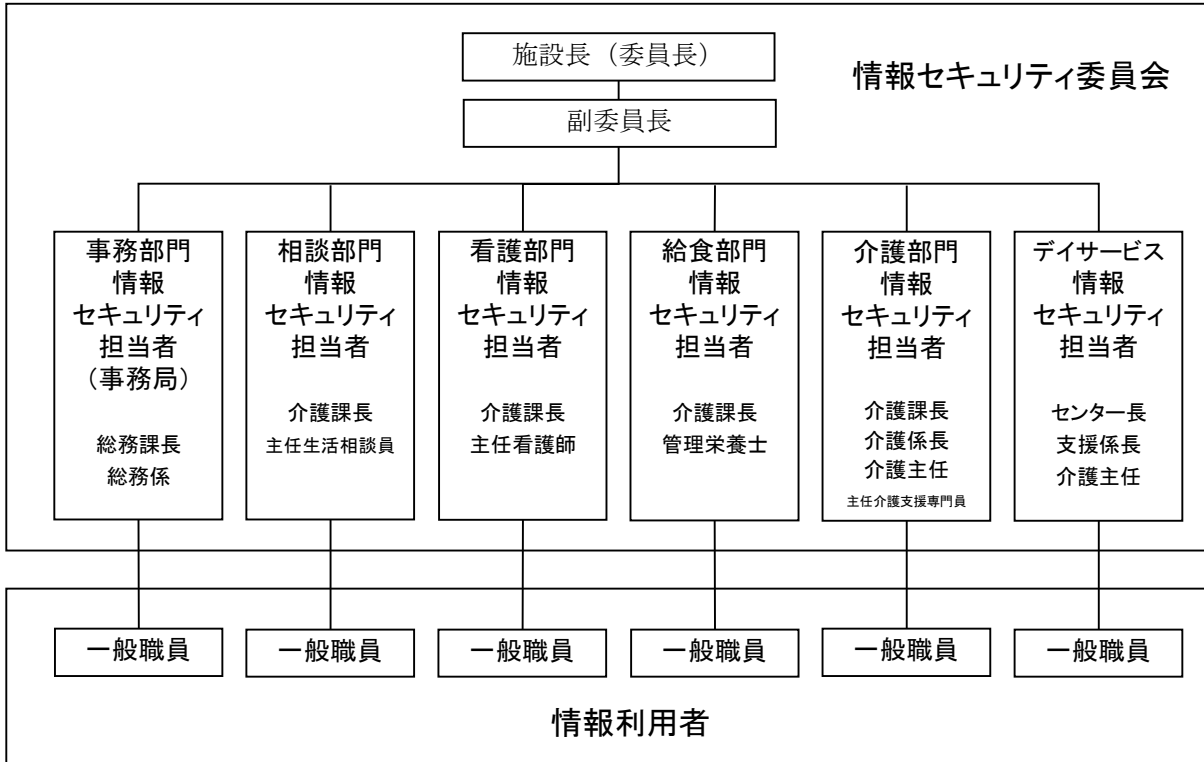 施設長（委員長）
情報セキュリティ委員会
副委員長
事務部門
情報
セキュリティ
担当者
（事務局）
総務課長
総務係
相談部門
情報
セキュリティ
担当者
介護課長
主任生活相談員
看護部門
情報
セキュリティ
担当者
介護課長
主任看護師
給食部門
情報
セキュリティ
担当者
介護課長
管理栄養士
介護部門
情報
セキュリティ
担当者
介護課長
介護係長
介護主任
主任介護支援専門員
デイサービス
情報
セキュリティ
担当者
センター長
支援係長
介護主任
一般職員
一般職員
一般職員
一般職員
一般職員
一般職員
情報利用者